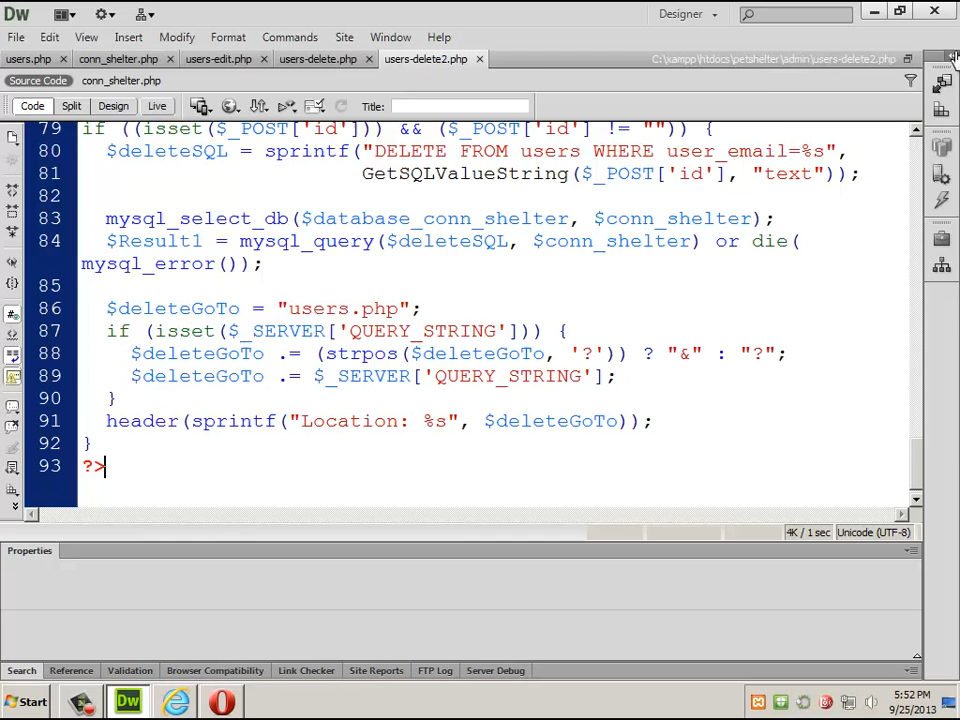 Dw
Designer
File Edit View Insert Modify Format Commands Site Window Help
users.php × conn_shelter.php × users-edit.php × users-delete.php × users-delete2.php ×
C:\xampp\htdocs\petshelter\admin\users-delete2.php
Source Code conn_shelter.php
Code Split Design Live Title:
79 if ((isset($_POST['id'])) && ($_POST['id'] != "")) {
80 $deleteSQL = sprintf("DELETE FROM users WHERE user_email=%s",
81 GetSQLValueString($_POST['id'], "text"));
82
83 mysql_select_db($database_conn_shelter, $conn_shelter);
84 $Result1 = mysql_query($deleteSQL, $conn_shelter) or die(
mysql_error());
85
86 $deleteGoTo = "users.php";
87 if (isset($_SERVER['QUERY_STRING'])) {
88 $deleteGoTo .= (strpos($deleteGoTo, '?')) ? "&" : "?";
89 $deleteGoTo .= $_SERVER['QUERY_STRING'];
90 }
91 header(sprintf("Location: %s", $deleteGoTo));
92 }
93 ?>
4K / 1 sec Unicode (UTF-8)
Properties
Search Reference Validation Browser Compatibility Link Checker Site Reports FTP Log Server Debug
Start Dw 5:52 PM
9/25/2013